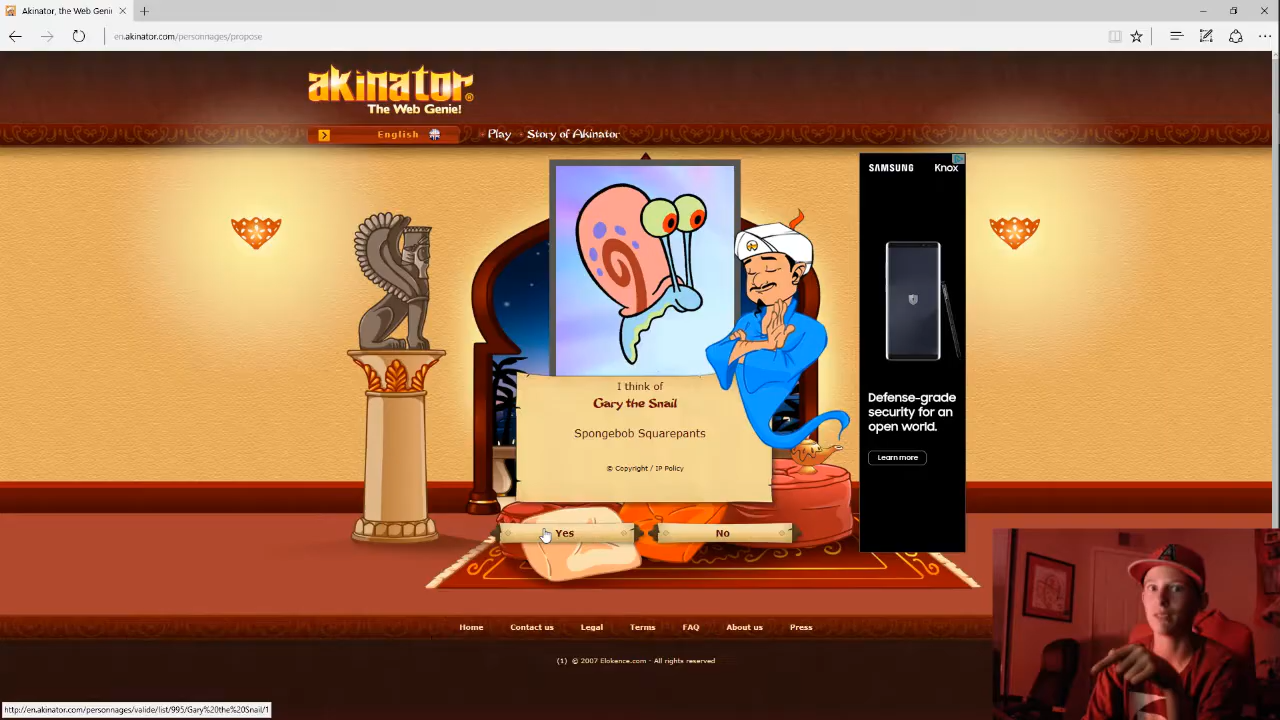 Akinator, the Web Geni
en.akinator.com/personnages/propose
akinator®
The Web Genie!
English
Play
Story of Akinator
SAMSUNG Knox
I think of
Gary the Snail
Spongebob Squarepants
© Copyright / IP Policy
Defense-grade
security for an
open world.
Learn more
Yes
No
Home Contact us Legal Terms FAQ About us Press
(1) © 2007 Elokence.com - All rights reserved
http://en.akinator.com/personnages/valide/list/995/Gary%20the%20Snail/1